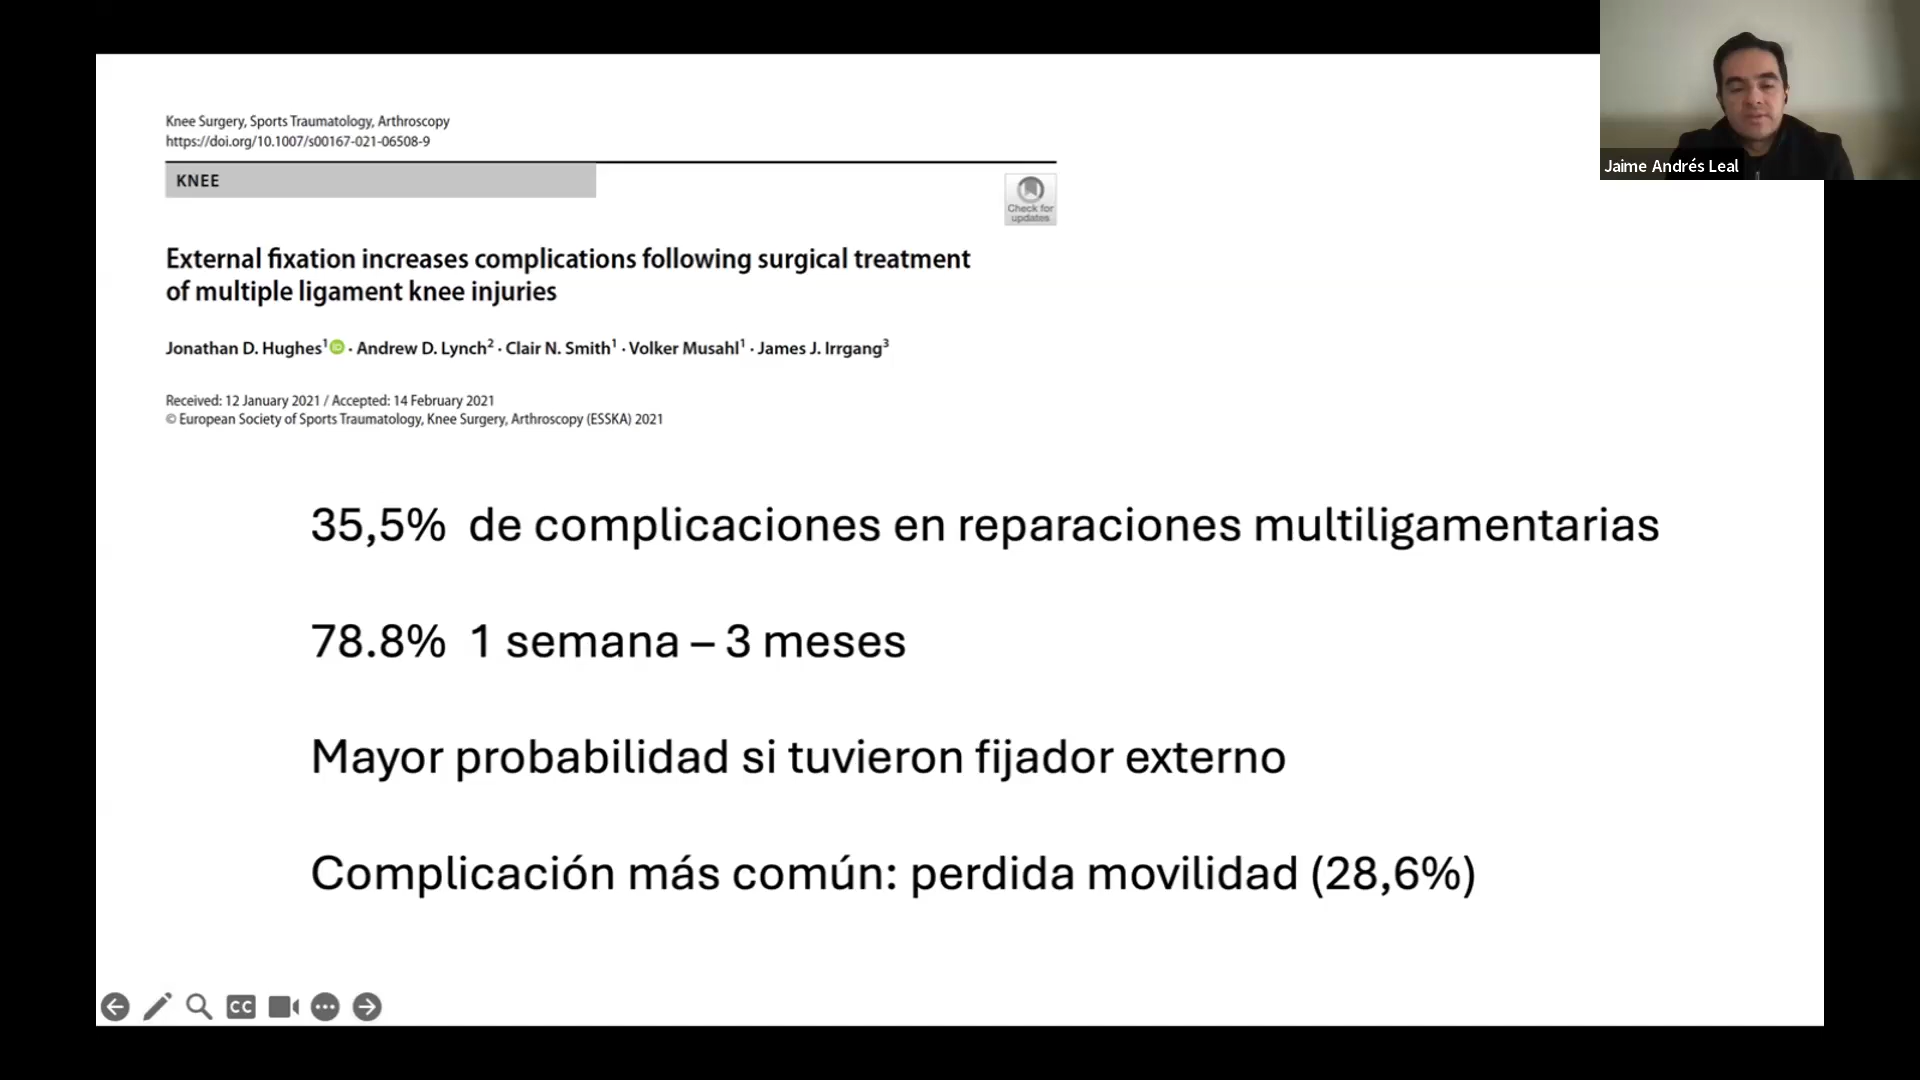 Knee Surgery, Sports Traumatology, Arthroscopy
https://doi.org/10.1007/s00167-021-06508-9
KNEE
Check for
updates
External fixation increases complications following surgical treatment
of multiple ligament knee injuries
Jonathan D. Hughes1 iD · Andrew D. Lynch2 · Clair N. Smith1 · Volker Musahl1 · James J. Irrgang3
Received: 12 January 2021 / Accepted: 14 February 2021
© European Society of Sports Traumatology, Knee Surgery, Arthroscopy (ESSKA) 2021
35,5% de complicaciones en reparaciones multiligamentarias
78.8% 1 semana – 3 meses
Mayor probabilidad si tuvieron fijador externo
Complicación más común: perdida movilidad (28,6%)
CC
Jaime Andrés Leal